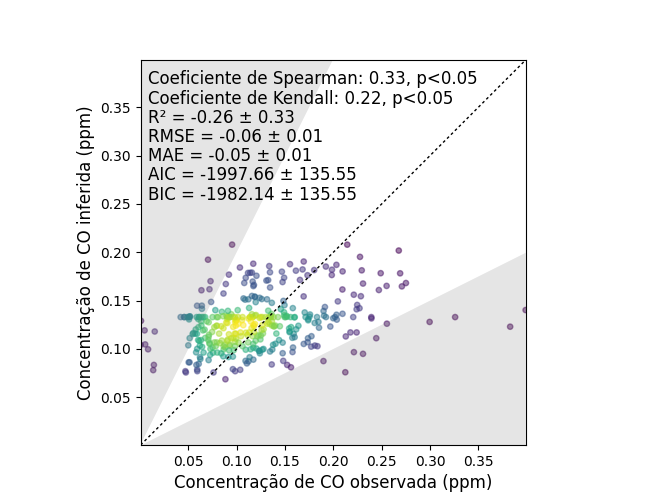 Coeficiente de Spearman: 0.33, p<0.05
Coeficiente de Kendall: 0.22, p<0.05
R² = -0.26 ± 0.33
RMSE = -0.06 ± 0.01
MAE = -0.05 ± 0.01
AIC = -1997.66 ± 135.55
BIC = -1982.14 ± 135.55
Concentração de CO inferida (ppm)
0.35
0.30
0.25
0.20
0.15
0.10
0.05
0.05 0.10 0.15 0.20 0.25 0.30 0.35
Concentração de CO observada (ppm)